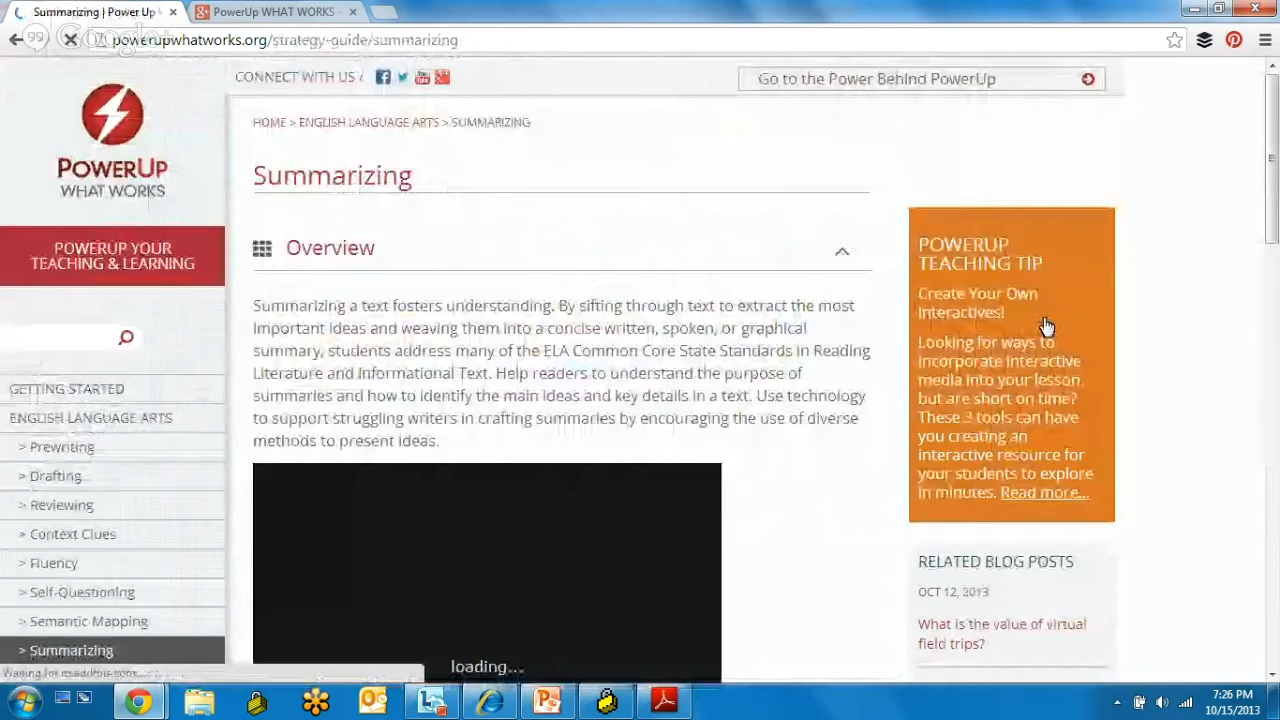 Summarizing | Power Up
PowerUp WHAT WORKS -
Google+
powerupwhatworks.org/strategy-guide/summarizing
CONNECT WITH US /
Go to the Power Behind PowerUp
POWERUP
WHAT WORKS
HOME > ENGLISH LANGUAGE ARTS > SUMMARIZING
Summarizing
POWERUP YOUR
TEACHING & LEARNING
Overview
Summarizing a text fosters understanding. By sifting through text to extract the most
important ideas and weaving them into a concise written, spoken, or graphical
summary, students address many of the ELA Common Core State Standards in Reading
Literature and Informational Text. Help readers to understand the purpose of
summaries and how to identify the main ideas and key details in a text. Use technology
to support struggling writers in crafting summaries by encouraging the use of diverse
methods to present ideas.
loading...
GETTING STARTED
ENGLISH LANGUAGE ARTS
> Prewriting
> Drafting
> Reviewing
> Context Clues
> Fluency
> Self-Questioning
> Semantic Mapping
> Summarizing
POWERUP
TEACHING TIP
Create Your Own
Interactives!
Looking for ways to
incorporate interactive
media into your lesson,
but are short on time?
These 3 tools can have
you creating an
interactive resource for
your students to explore
in minutes. Read more...
RELATED BLOG POSTS
OCT 12, 2013
What is the value of virtual
field trips?
Waiting for
7:26 PM
10/15/2013